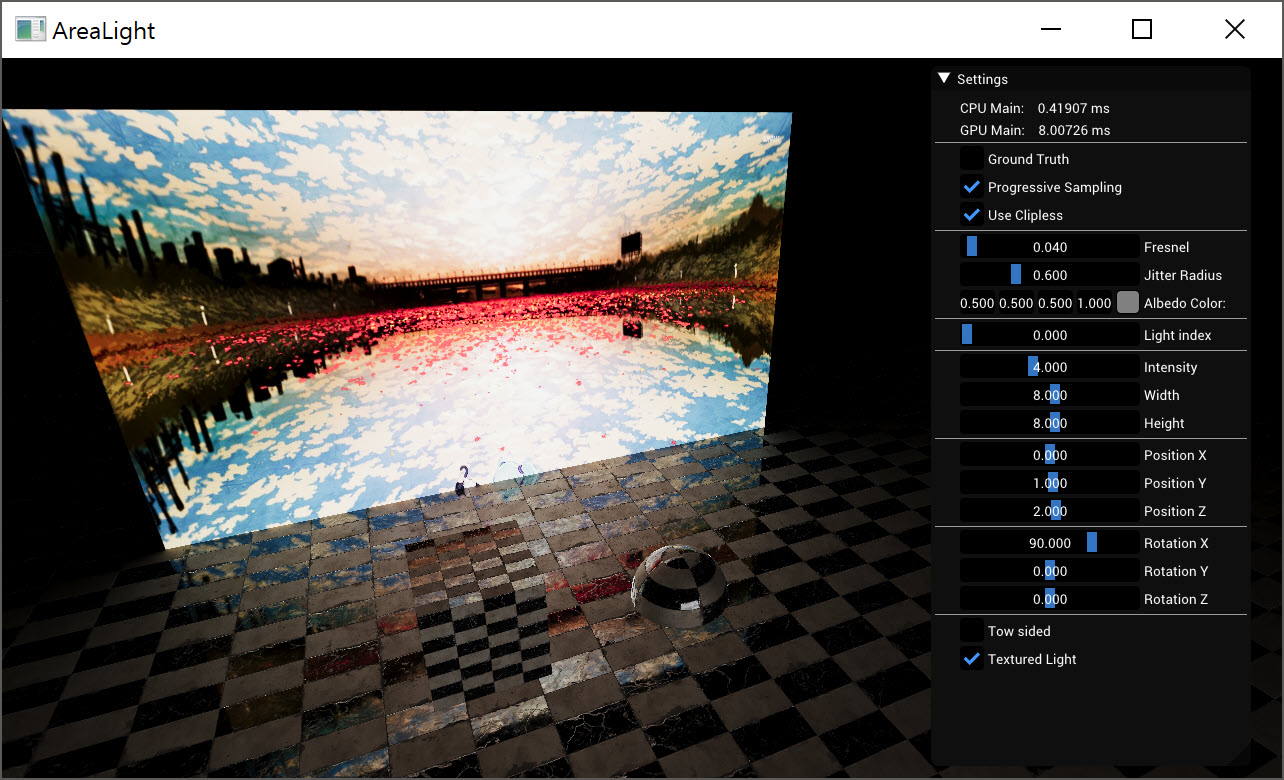 AreaLight
Settings
CPU Main: 0.41907 ms
GPU Main: 8.00726 ms
Ground Truth
Progressive Sampling
Use Clipless
0.040 Fresnel
0.600 Jitter Radius
0.500 0.500 0.500 1.000 Albedo Color:
0.000 Light index
4.000 Intensity
8.000 Width
8.000 Height
0.000 Position X
1.000 Position Y
2.000 Position Z
90.000 Rotation X
0.000 Rotation Y
0.000 Rotation Z
Tow sided
Textured Light